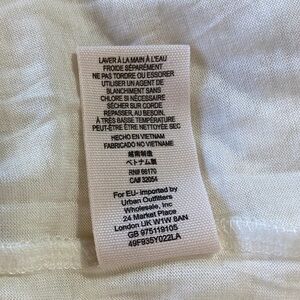 LAVER À LA MAIN À L'EAU
FROIDE SÉPARÉMENT
NE PAS TORDRE OU ESSORER
UTILISER UN AGENT DE
BLANCHIMENT SANS
CHLORE SI NÉCESSAIRE
SÉCHER SUR CORDE
REPASSER, AU BESOIN,
À TRÈS BASSE TEMPÉRATURE
PEUT-ÊTRE ÊTRE NETTOYÉE SEC
HECHO EN VIETNAM
FABRICADO NO VIETNAME
越南制造
ベトナム製
RN# 66170
CA# 32054
For EU- Imported by
Urban Outfitters
Wholesale, Inc
24 Market Place
London UK W1W 8AN
GB 975119105
49F935Y022LA